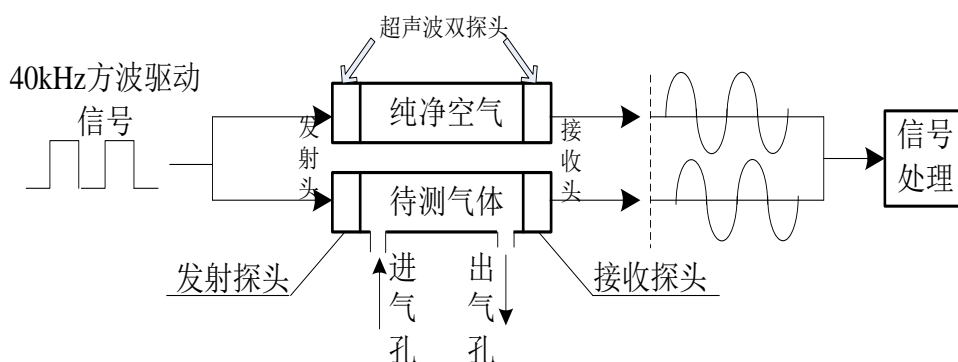 超声波双探头
40kHz方波驱动
信号
发射头
纯净空气
接收头
待测气体
信号
处理
发射探头
进气孔
出气孔
接收探头